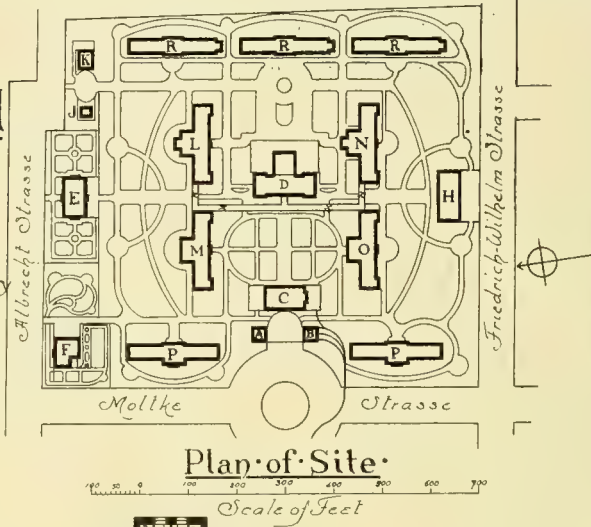 R R R
K
J
L N
Albrecht Strasse
E D H
Friedrich-Wilhelm Strasse
M O
C
A B
F P P
Moltke Strasse
Plan·of·Site·
100 50 0 100 200 300 400 500 600 700
Scale of Feet